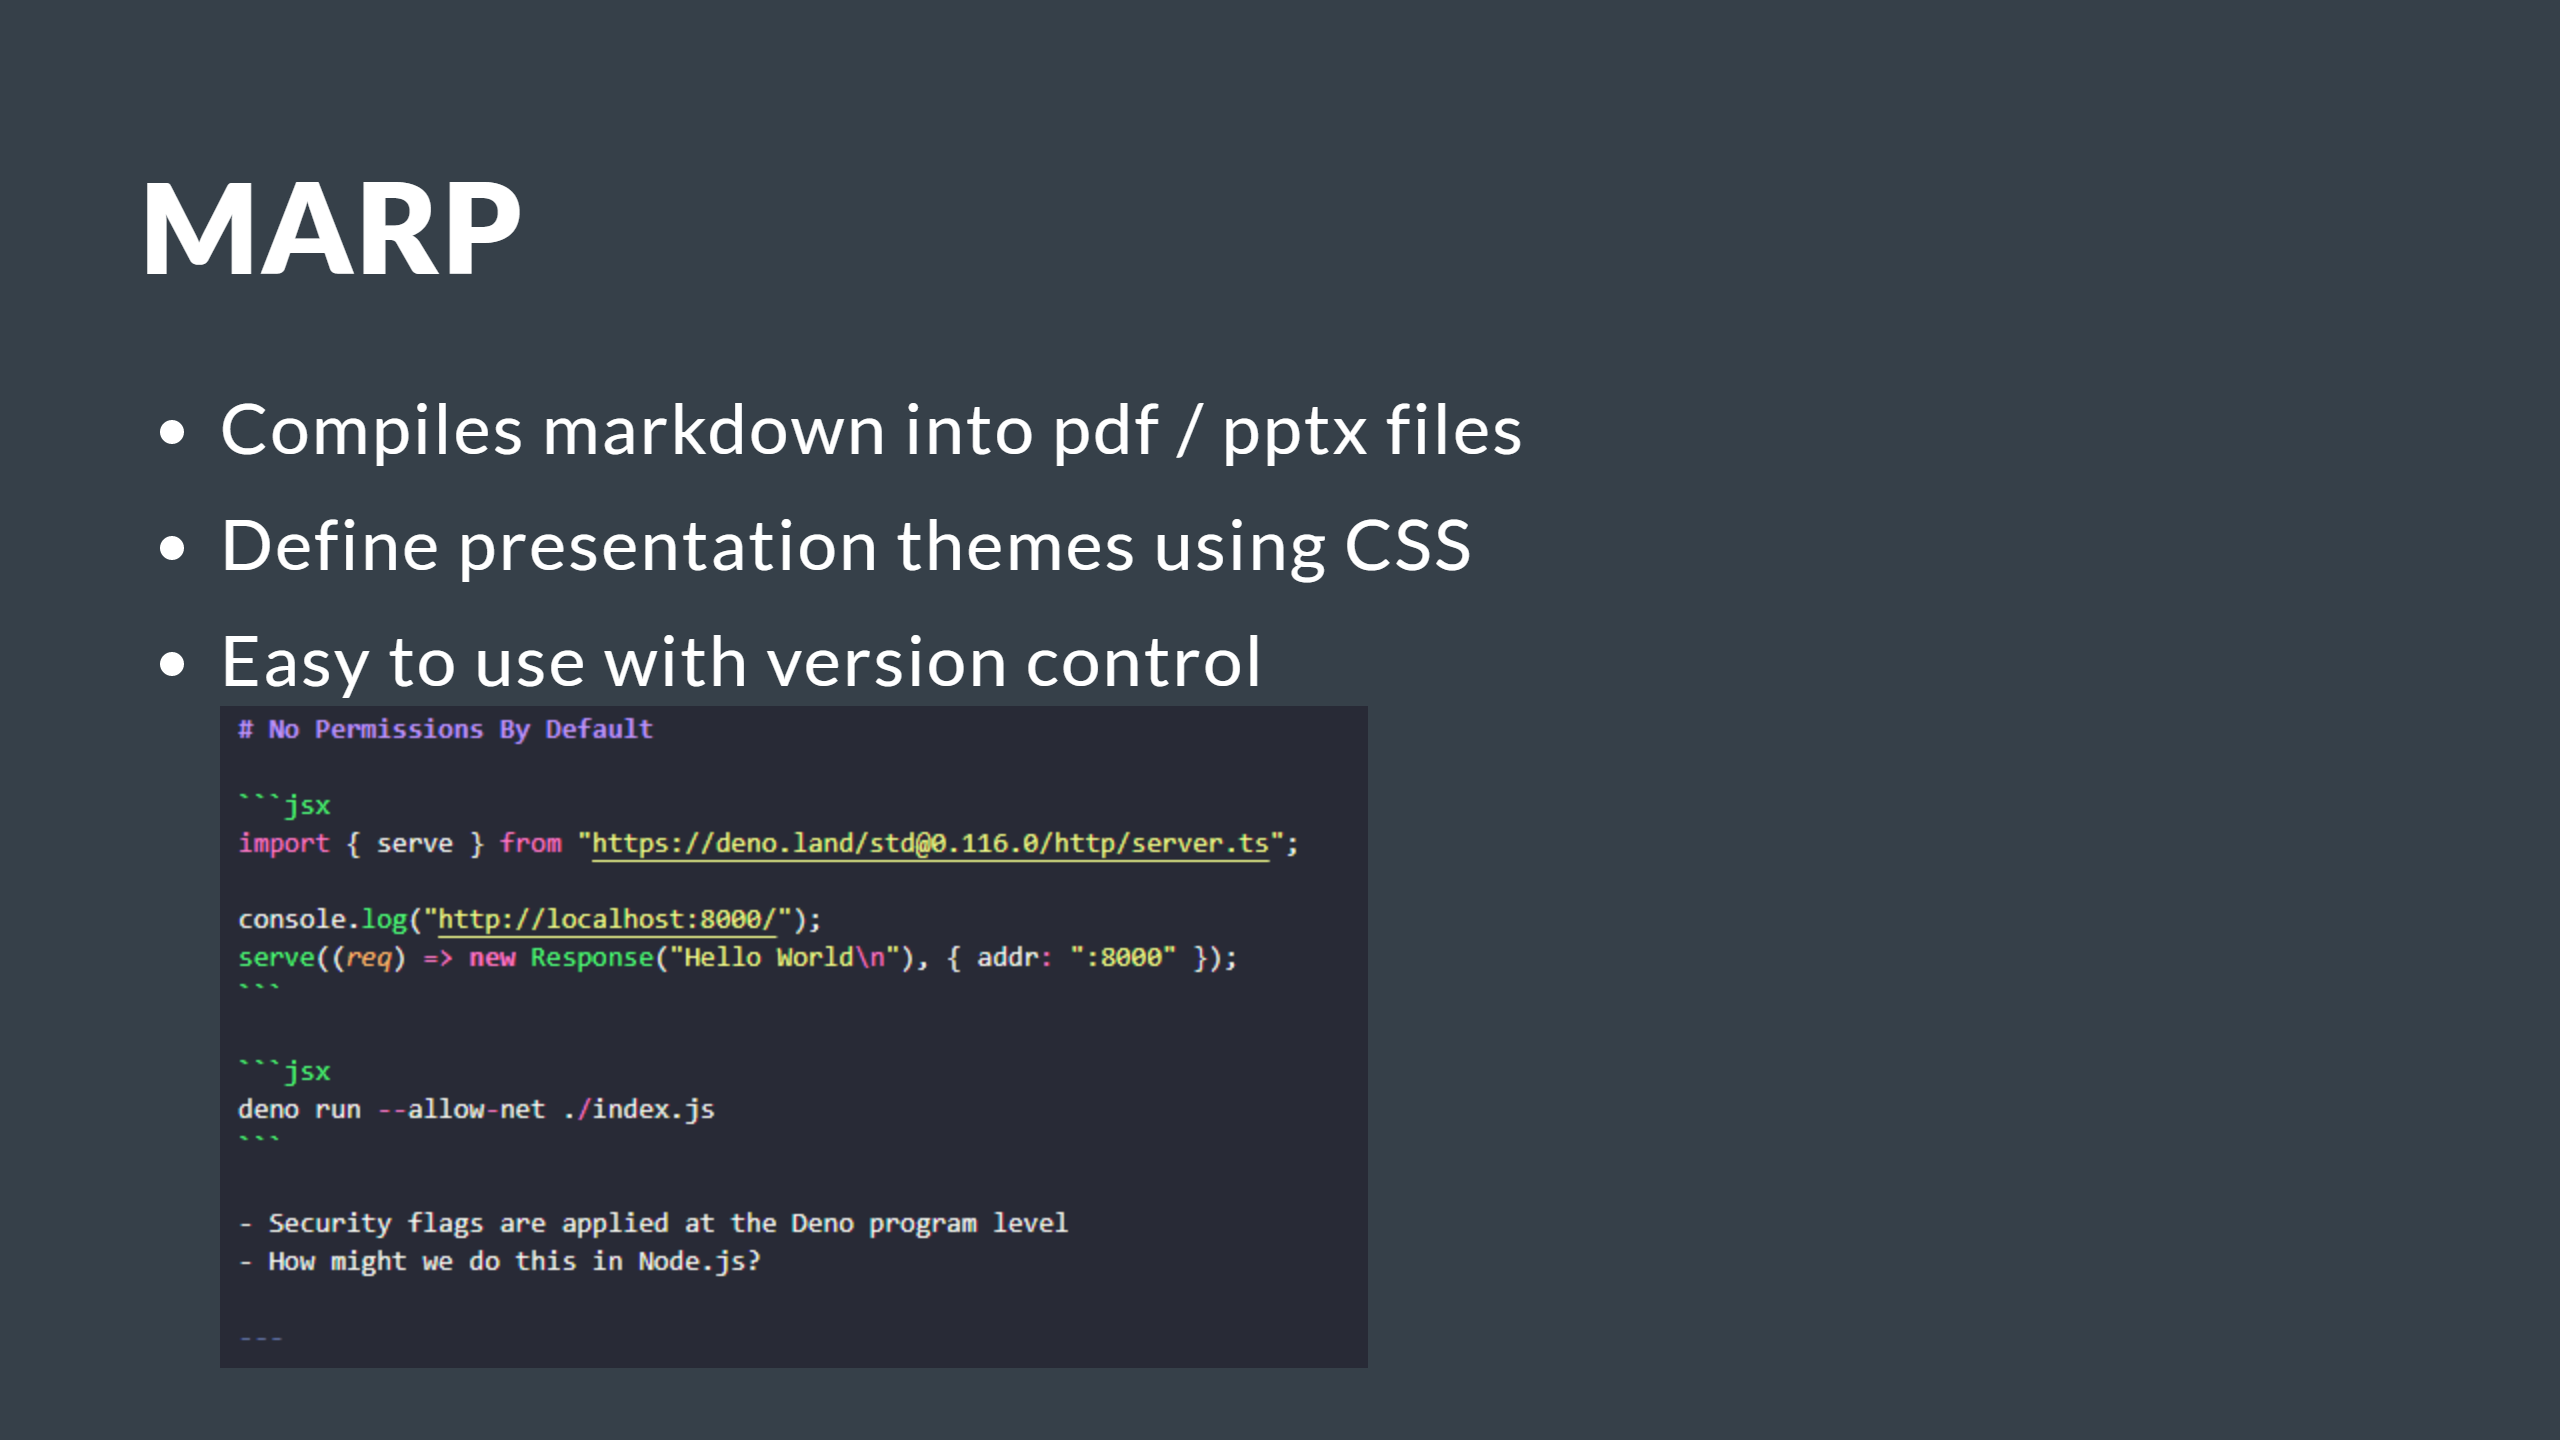 MARP
• Compiles markdown into pdf / pptx files
• Define presentation themes using CSS
• Easy to use with version control
# No Permissions By Default
```jsx
import { serve } from "https://deno.land/std@0.116.0/http/server.ts";
console.log("http://localhost:8000/");
serve((req) => new Response("Hello World\n"), { addr: ":8000" });
```
```jsx
deno run --allow-net ./index.js
```
- Security flags are applied at the Deno program level
- How might we do this in Node.js?
---